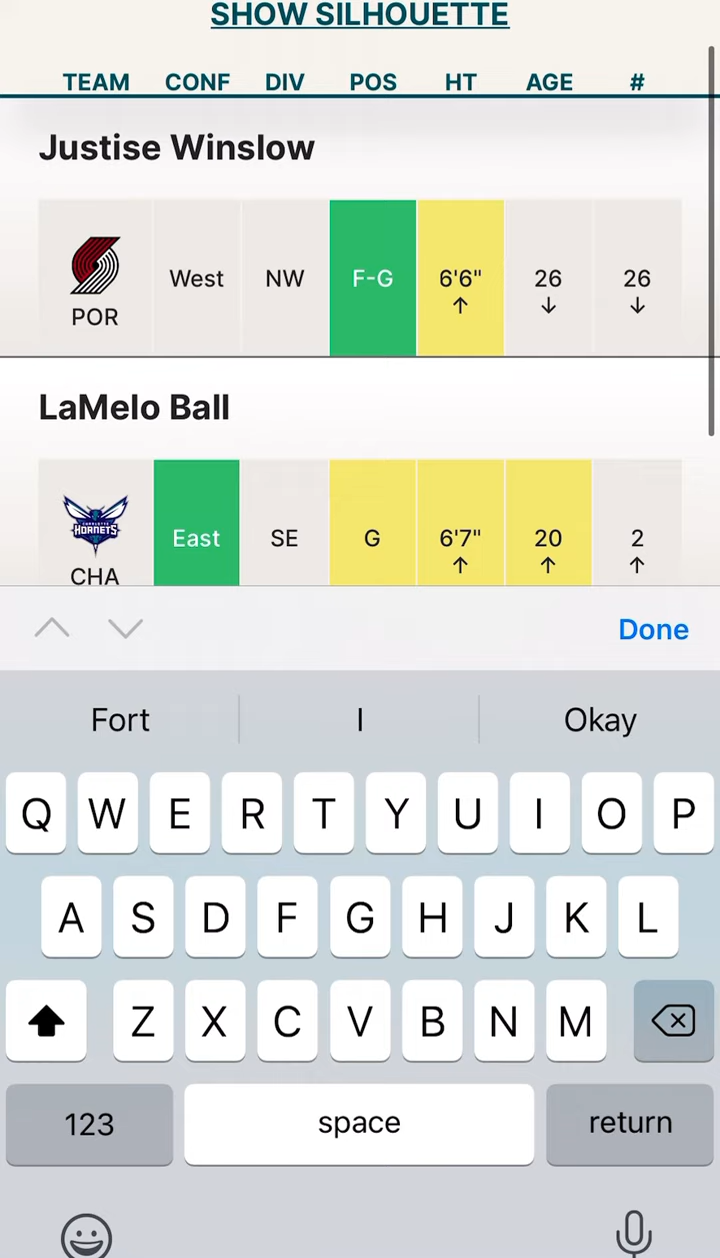 SHOW SILHOUETTE
TEAM CONF DIV POS HT AGE #
Justise Winslow
POR West NW F-G 6'6" ↑ 26 ↓ 26 ↓
LaMelo Ball
HORNETS
CHA East SE G 6'7" ↑ 20 ↑ 2 ↑
Done
Fort I Okay
Q W E R T Y U I O P
A S D F G H J K L
Z X C V B N M
123 space return